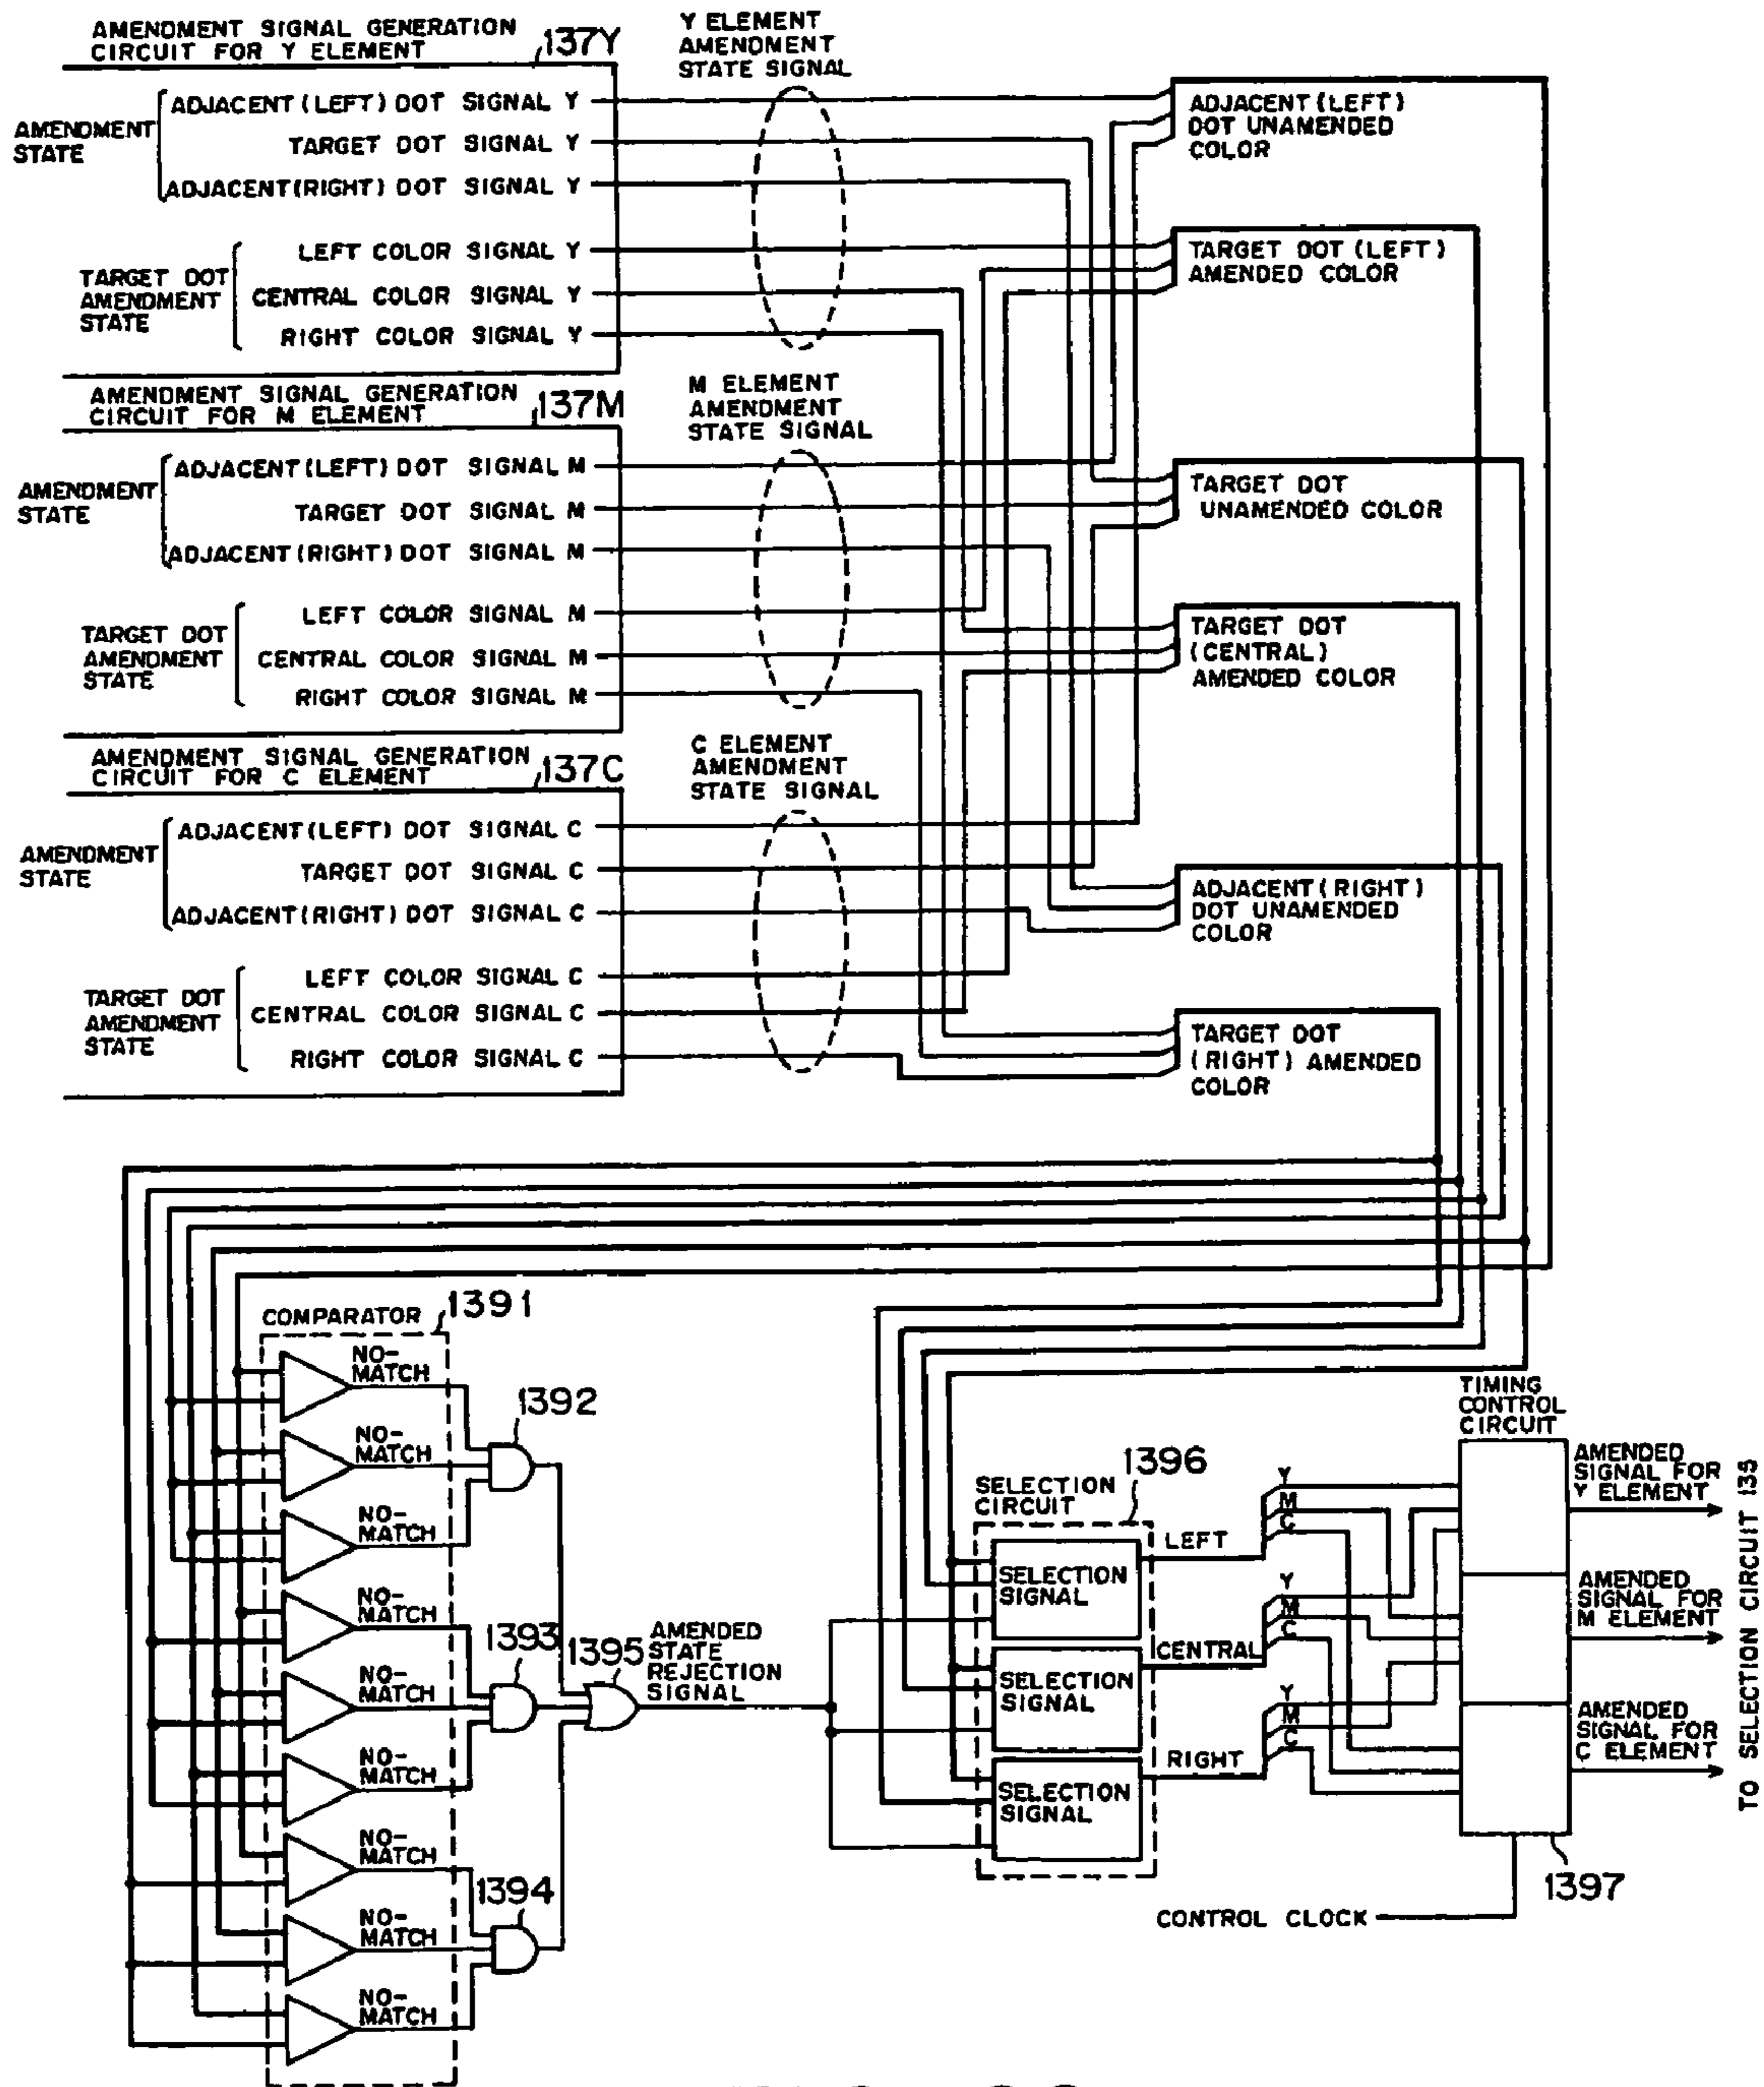 AMENDMENT SIGNAL GENERATION
CIRCUIT FOR Y ELEMENT
137Y
AMENDMENT
STATE
ADJACENT(LEFT) DOT SIGNAL Y
TARGET DOT SIGNAL Y
ADJACENT(RIGHT) DOT SIGNAL Y
TARGET DOT
AMENDMENT
STATE
LEFT COLOR SIGNAL Y
CENTRAL COLOR SIGNAL Y
RIGHT COLOR SIGNAL Y
Y ELEMENT
AMENDMENT
STATE SIGNAL
AMENDMENT SIGNAL GENERATION
CIRCUIT FOR M ELEMENT
137M
AMENDMENT
STATE
ADJACENT(LEFT) DOT SIGNAL M
TARGET DOT SIGNAL M
ADJACENT(RIGHT) DOT SIGNAL M
TARGET DOT
AMENDMENT
STATE
LEFT COLOR SIGNAL M
CENTRAL COLOR SIGNAL M
RIGHT COLOR SIGNAL M
M ELEMENT
AMENDMENT
STATE SIGNAL
AMENDMENT SIGNAL GENERATION
CIRCUIT FOR C ELEMENT
137C
AMENDMENT
STATE
ADJACENT(LEFT) DOT SIGNAL C
TARGET DOT SIGNAL C
ADJACENT(RIGHT) DOT SIGNAL C
TARGET DOT
AMENDMENT
STATE
LEFT COLOR SIGNAL C
CENTRAL COLOR SIGNAL C
RIGHT COLOR SIGNAL C
C ELEMENT
AMENDMENT
STATE SIGNAL
ADJACENT(LEFT)
DOT UNAMENDED
COLOR
TARGET DOT (LEFT)
AMENDED COLOR
TARGET DOT
UNAMENDED COLOR
TARGET DOT
(CENTRAL)
AMENDED COLOR
ADJACENT(RIGHT)
DOT UNAMENDED
COLOR
TARGET DOT
(RIGHT) AMENDED
COLOR
COMPARATOR
1391
NO-
MATCH
NO-
MATCH
NO-
MATCH
NO-
MATCH
NO-
MATCH
NO-
MATCH
NO-
MATCH
NO-
MATCH
NO-
MATCH
1392
1393
1394
1395
AMENDED
STATE
REJECTION
SIGNAL
SELECTION
CIRCUIT
1396
SELECTION
SIGNAL
SELECTION
SIGNAL
SELECTION
SIGNAL
LEFT
CENTRAL
RIGHT
Y
M
C
Y
M
C
Y
M
C
TIMING
CONTROL
CIRCUIT
1397
CONTROL CLOCK
AMENDED
SIGNAL FOR
Y ELEMENT
AMENDED
SIGNAL FOR
M ELEMENT
AMENDED
SIGNAL FOR
C ELEMENT
TO SELECTION CIRCUIT 135